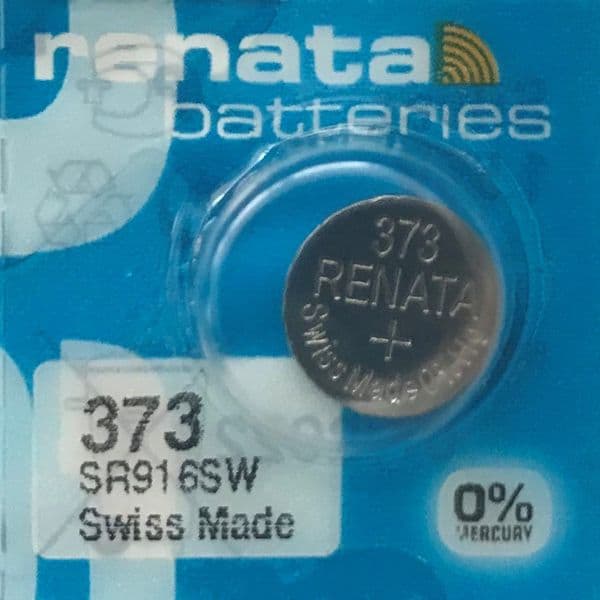 renata
batteries
373
RENATA
+
Swiss Made
373
SR916SW
Swiss Made
0%
MERCURY